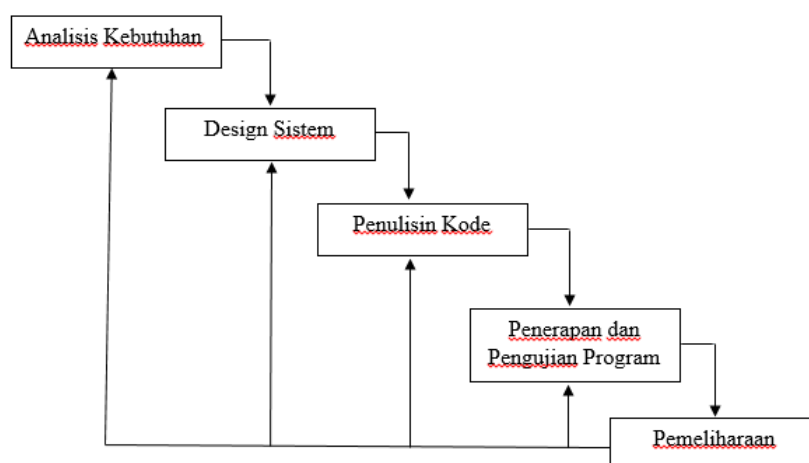 Analisis Kebutuhan
Design Sistem
Penulisin Kode
Penerapan dan
Pengujian Program
Pemeliharaan